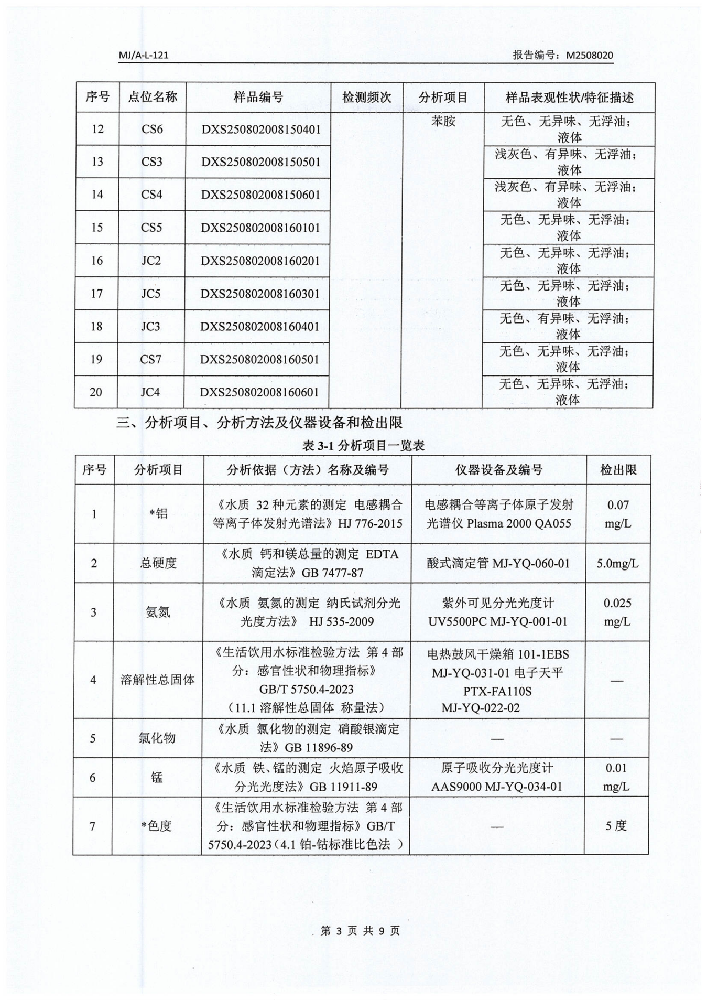 MJ/A-L-121 报告编号：M2508020
序号 点位名称 样品编号 检测频次 分析项目 样品表观性状/特征描述
12 CS6 DXS250802008150401 苯胺 无色、无异味、无浮油；
液体
13 CS3 DXS250802008150501 浅灰色、有异味、无浮油；
液体
14 CS4 DXS250802008150601 浅灰色、有异味、无浮油；
液体
15 CS5 DXS250802008160101 无色、无异味、无浮油；
液体
16 JC2 DXS250802008160201 无色、无异味、无浮油；
液体
17 JC5 DXS250802008160301 无色、无异味、无浮油；
液体
18 JC3 DXS250802008160401 无色、有异味、无浮油；
液体
19 CS7 DXS250802008160501 无色、无异味、无浮油；
液体
20 JC4 DXS250802008160601 无色、无异味、无浮油；
液体
三、分析项目、分析方法及仪器设备和检出限
表 3-1 分析项目一览表
序号 分析项目 分析依据（方法）名称及编号 仪器设备及编号 检出限
1 *铝 《水质 32 种元素的测定 电感耦合
等离子体发射光谱法》HJ 776-2015
电感耦合等离子体原子发射
光谱仪 Plasma 2000 QA055
0.07
mg/L
2 总硬度 《水质 钙和镁总量的测定 EDTA
滴定法》GB 7477-87
酸式滴定管 MJ-YQ-060-01 5.0mg/L
3 氨氮 《水质 氨氮的测定 纳氏试剂分光
光度方法》 HJ 535-2009
紫外可见分光光度计
UV5500PC MJ-YQ-001-01
0.025
mg/L
4 溶解性总固体 《生活饮用水标准检验方法 第 4 部
分：感官性状和物理指标》
GB/T 5750.4-2023
（11.1 溶解性总固体 称量法）
电热鼓风干燥箱 101-1EBS
MJ-YQ-031-01 电子天平
PTX-FA110S
MJ-YQ-022-02
—
5 氯化物 《水质 氯化物的测定 硝酸银滴定
法》GB 11896-89
— —
6 锰 《水质 铁、锰的测定 火焰原子吸收
分光光度法》GB 11911-89
原子吸收分光光度计
AAS9000 MJ-YQ-034-01
0.01
mg/L
7 *色度 《生活饮用水标准检验方法 第 4 部
分：感官性状和物理指标》GB/T
5750.4-2023（4.1 铂-钴标准比色法 ）
— 5 度
第 3 页 共 9 页